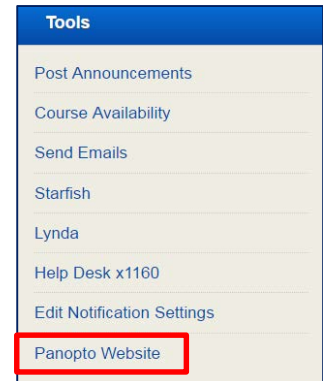 Tools
Post Announcements
Course Availability
Send Emails
Starfish
Lynda
Help Desk x1160
Edit Notification Settings
Panopto Website